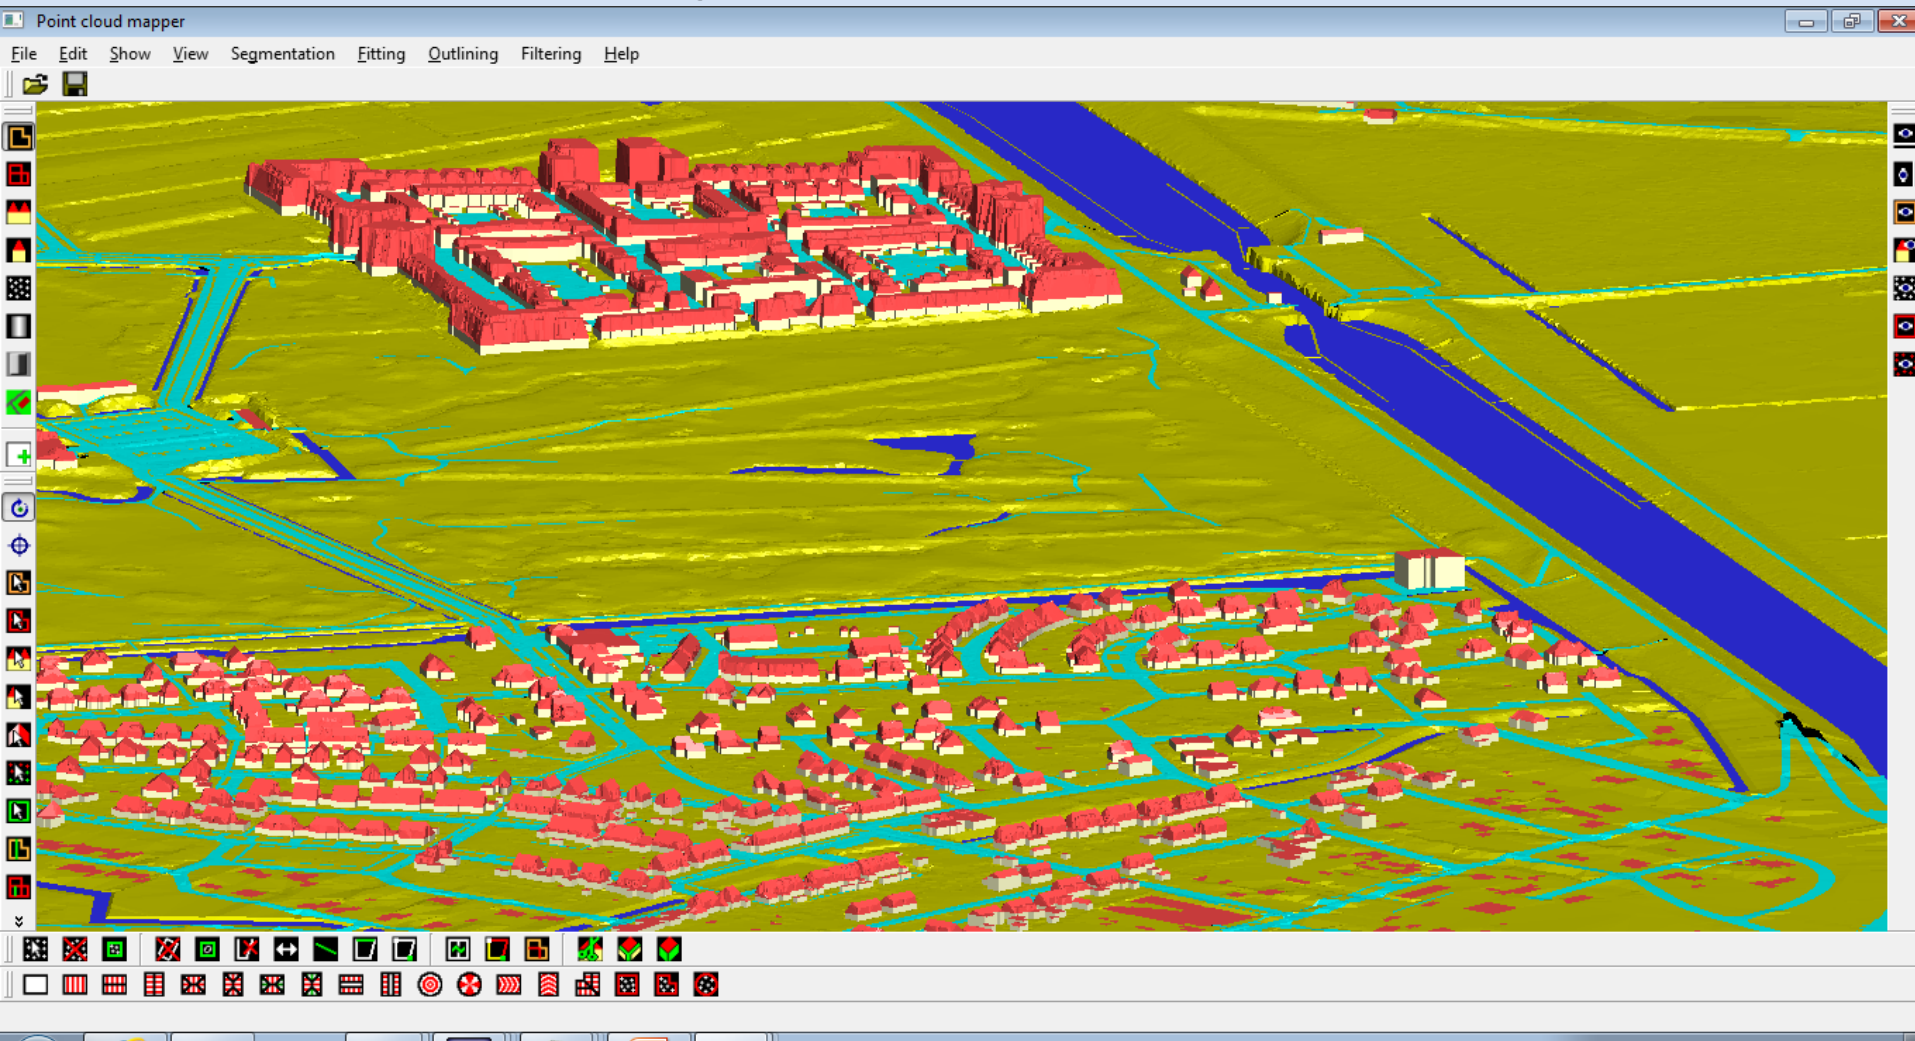 Point cloud mapper
File Edit Show View Segmentation Fitting Outlining Filtering Help